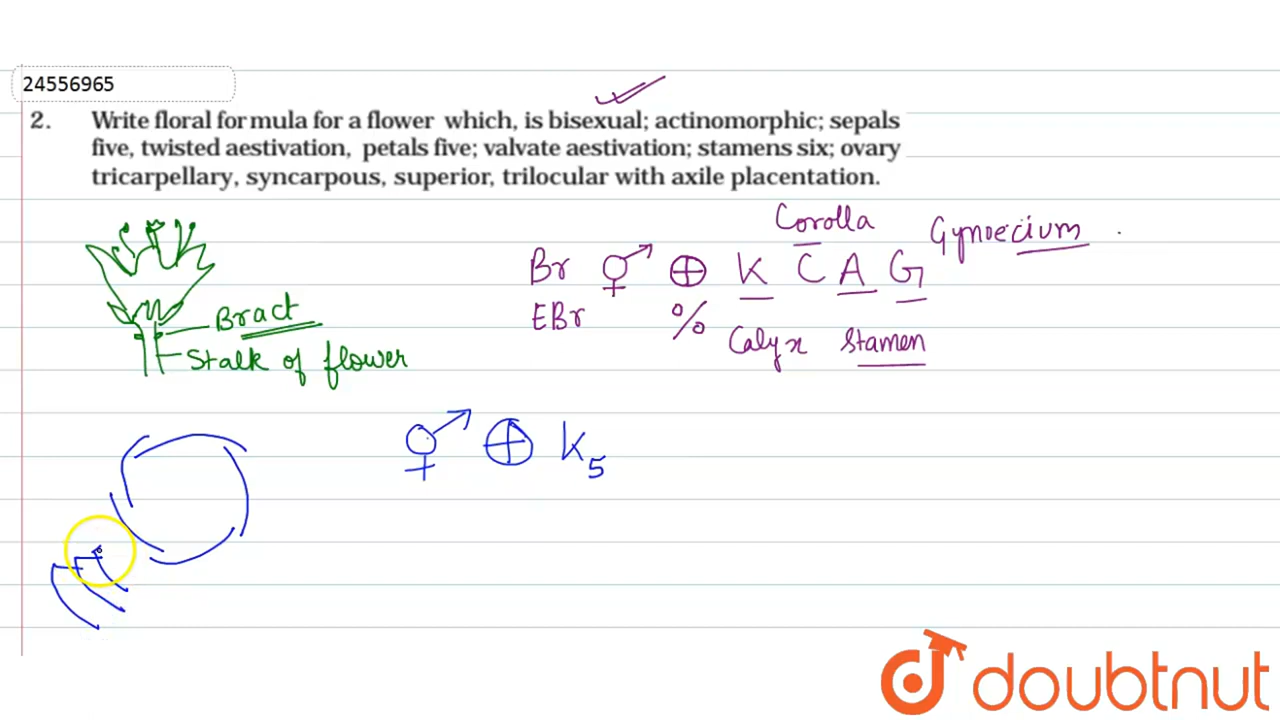 24556965
2. Write floral formula for a flower which, is bisexual; actinomorphic; sepals
five, twisted aestivation, petals five; valvate aestivation; stamens six; ovary
tricarpellary, syncarpous, superior, trilocular with axile placentation.
Corolla Gynoecium
Br ⚥ ⊕ K C A G
EBr % Calyx Stamen
Bract
Stalk of flower
⚥ ⊕ K5
doubtnut